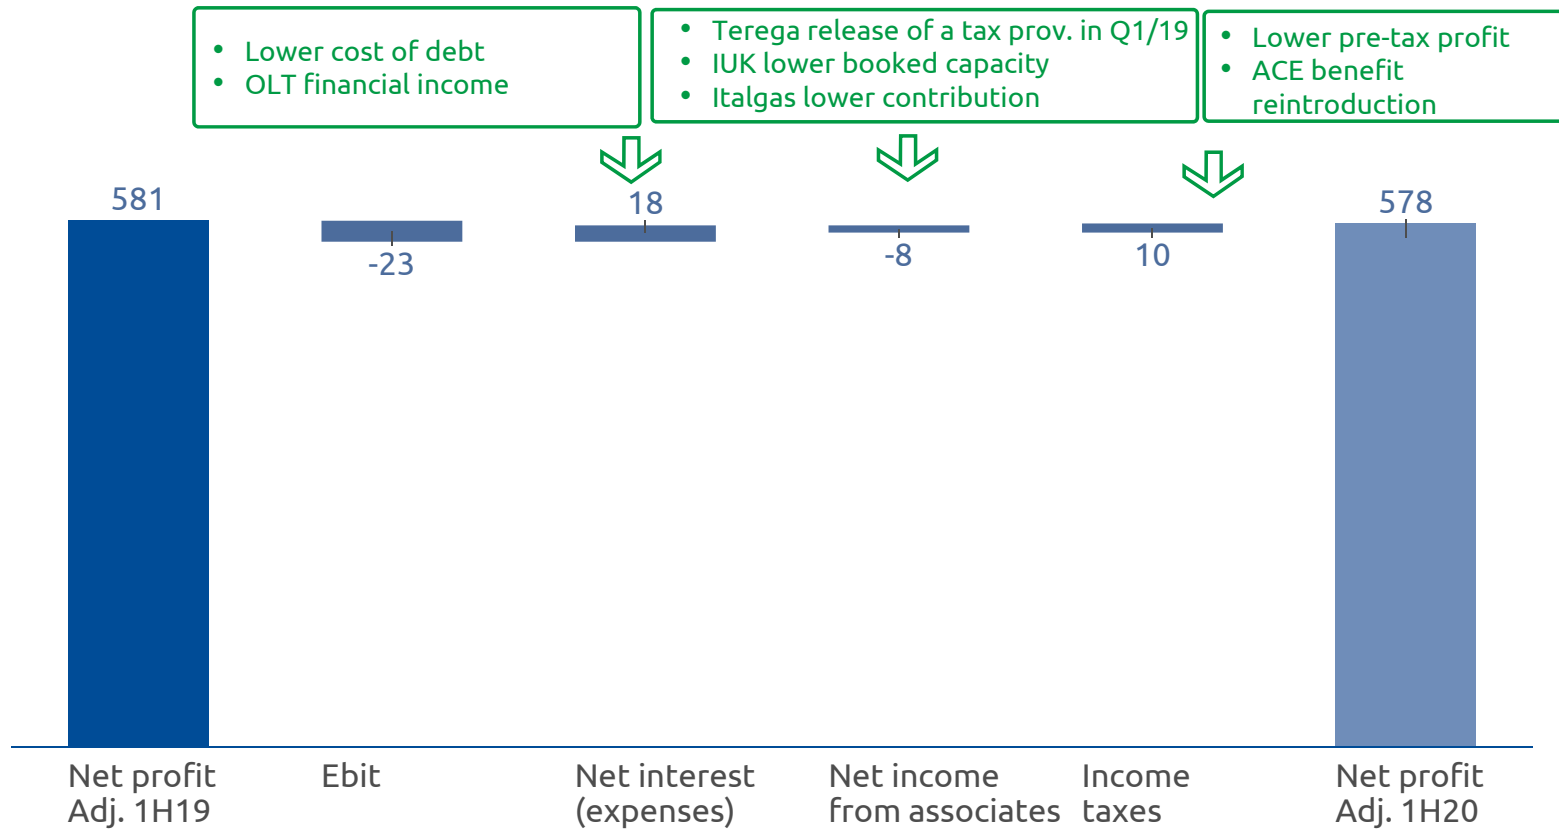 • Lower cost of debt
• OLT financial income
• Terega release of a tax prov. in Q1/19
• IUK lower booked capacity
• Italgas lower contribution
• Lower pre-tax profit
• ACE benefit
reintroduction
581
-23
18
-8
10
578
Net profit
Adj. 1H19
Ebit
Net interest
(expenses)
Net income
from associates
Income
taxes
Net profit
Adj. 1H20